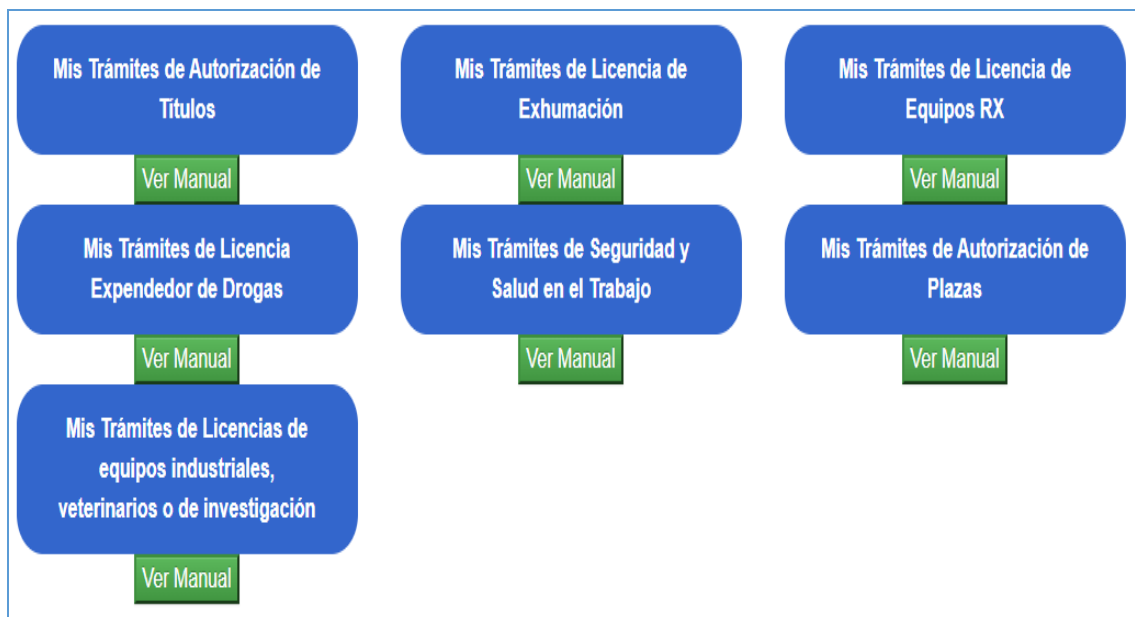 Mis Trámites de Autorización de
Títulos
Ver Manual
Mis Trámites de Licencia de
Exhumación
Ver Manual
Mis Trámites de Licencia de
Equipos RX
Ver Manual
Mis Trámites de Licencia
Expendedor de Drogas
Ver Manual
Mis Trámites de Seguridad y
Salud en el Trabajo
Ver Manual
Mis Trámites de Autorización de
Plazas
Ver Manual
Mis Trámites de Licencias de
equipos industriales,
veterinarios o de investigación
Ver Manual